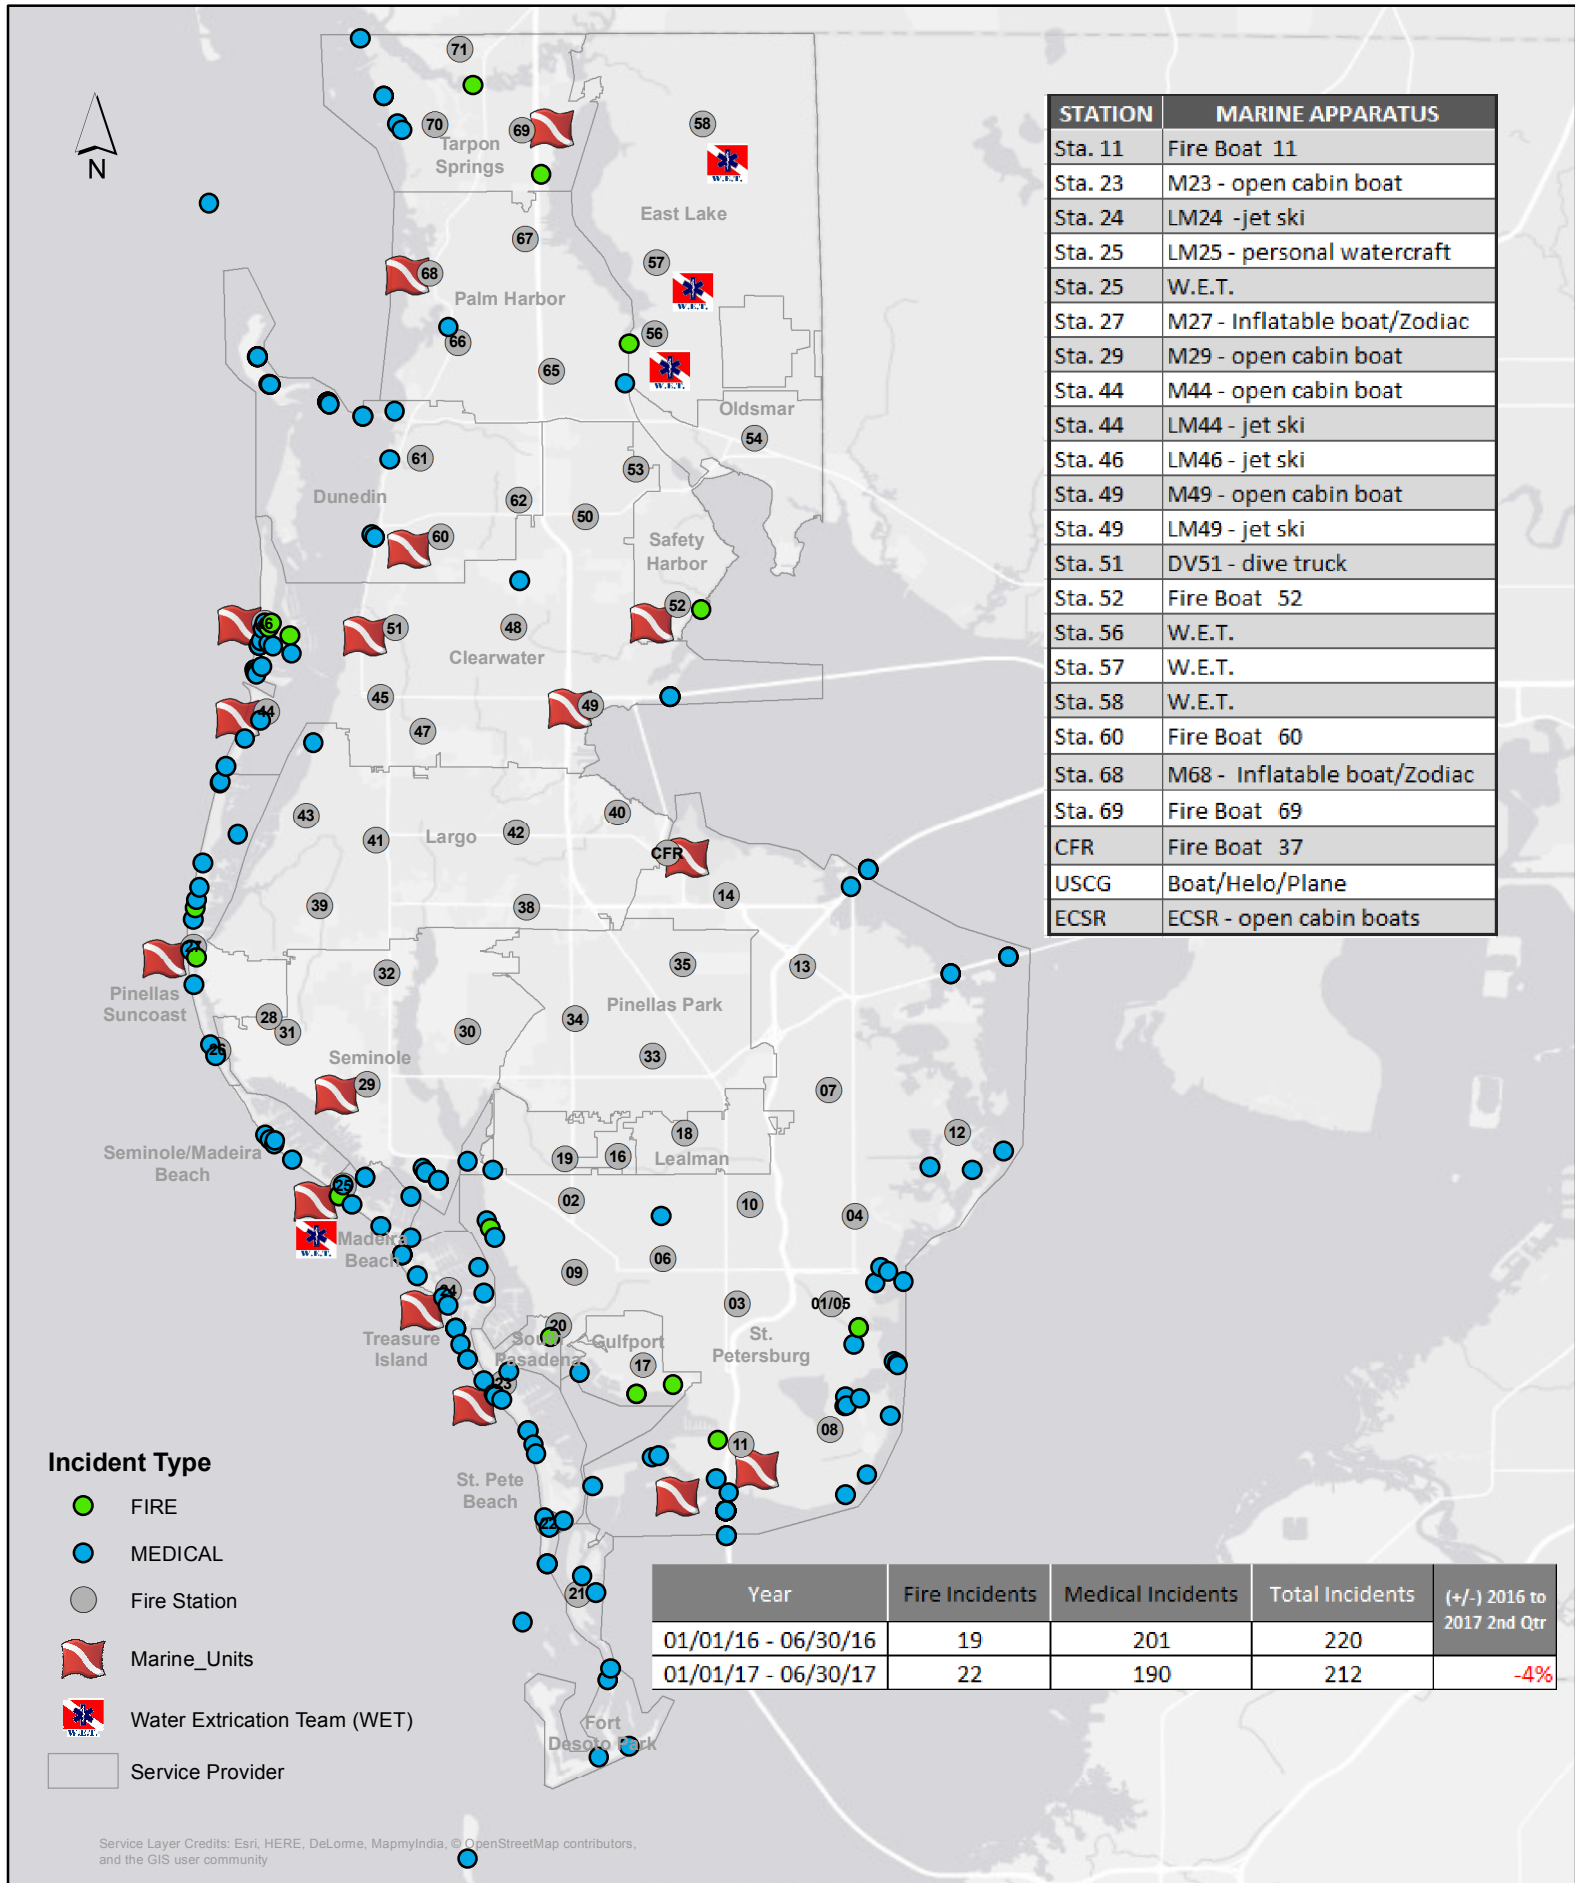 71
70
69
58
Tarpon
Springs
W.E.T.
N
East Lake
67
57
68
Palm Harbor
W.E.T.
66
56
65
W.E.T.
Oldsmar
54
61
53
Dunedin
62
50
60
Safety
Harbor
52
51
48
Clearwater
45
44
49
47
43
40
41
Largo
42
CFR
14
39
38
27
32
35
13
Pinellas
Suncoast
Pinellas Park
28
31
30
34
26
Seminole
33
29
07
12
18
Seminole/Madeira
Beach
19
16
Lealman
25
02
10
04
W.E.T.
Madeira
Beach
06
09
24
03
01/05
20
Treasure
Island
South
Pasadena
Gulfport
St.
Petersburg
17
23
08
11
St. Pete
Beach
22
21
Fort
Desoto Park
STATION MARINE APPARATUS
Sta. 11 Fire Boat 11
Sta. 23 M23 - open cabin boat
Sta. 24 LM24 -jet ski
Sta. 25 LM25 - personal watercraft
Sta. 25 W.E.T.
Sta. 27 M27 - Inflatable boat/Zodiac
Sta. 29 M29 - open cabin boat
Sta. 44 M44 - open cabin boat
Sta. 44 LM44 - jet ski
Sta. 46 LM46 - jet ski
Sta. 49 M49 - open cabin boat
Sta. 49 LM49 - jet ski
Sta. 51 DV51 - dive truck
Sta. 52 Fire Boat 52
Sta. 56 W.E.T.
Sta. 57 W.E.T.
Sta. 58 W.E.T.
Sta. 60 Fire Boat 60
Sta. 68 M68 - Inflatable boat/Zodiac
Sta. 69 Fire Boat 69
CFR Fire Boat 37
USCG Boat/Helo/Plane
ECSR ECSR - open cabin boats
Incident Type
FIRE
MEDICAL
Fire Station
Marine_Units
W.E.T. Water Extrication Team (WET)
Service Provider
Year Fire Incidents Medical Incidents Total Incidents (+/-) 2016 to 2017 2nd Qtr
01/01/16 - 06/30/16 19 201 220
01/01/17 - 06/30/17 22 190 212 -4%
Service Layer Credits: Esri, HERE, DeLorme, MapmyIndia, © OpenStreetMap contributors,
and the GIS user community